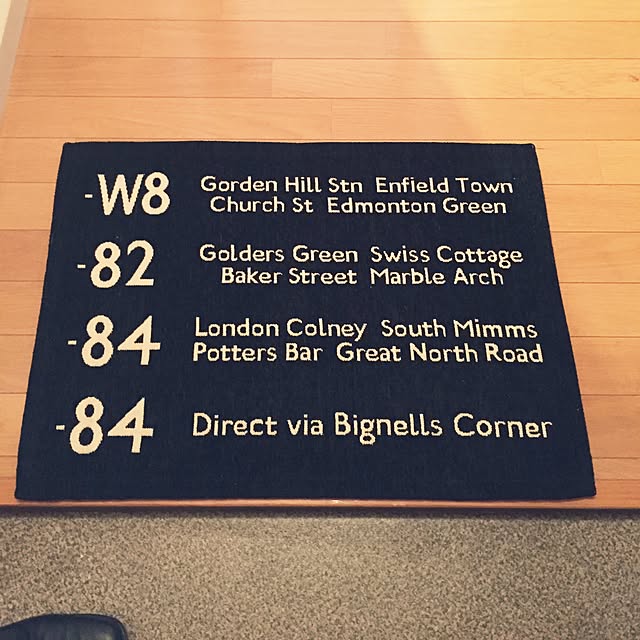 -W8 Gorden Hill Stn Enfield Town
Church St Edmonton Green
-82 Golders Green Swiss Cottage
Baker Street Marble Arch
-84 London Colney South Mimms
Potters Bar Great North Road
-84 Direct via Bignells Corner